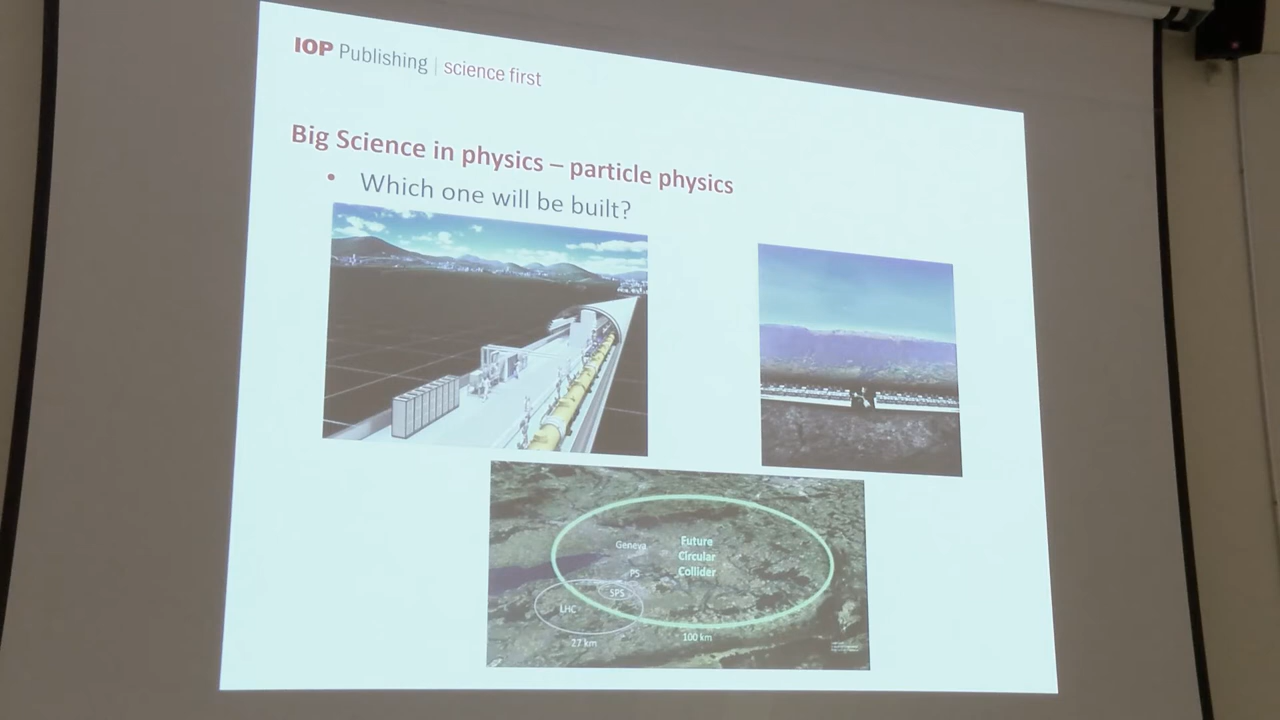 IOP Publishing | science first
Big Science in physics – particle physics
• Which one will be built?
Geneva
Future
Circular
Collider
PS
SPS
LHC
27 km
100 km